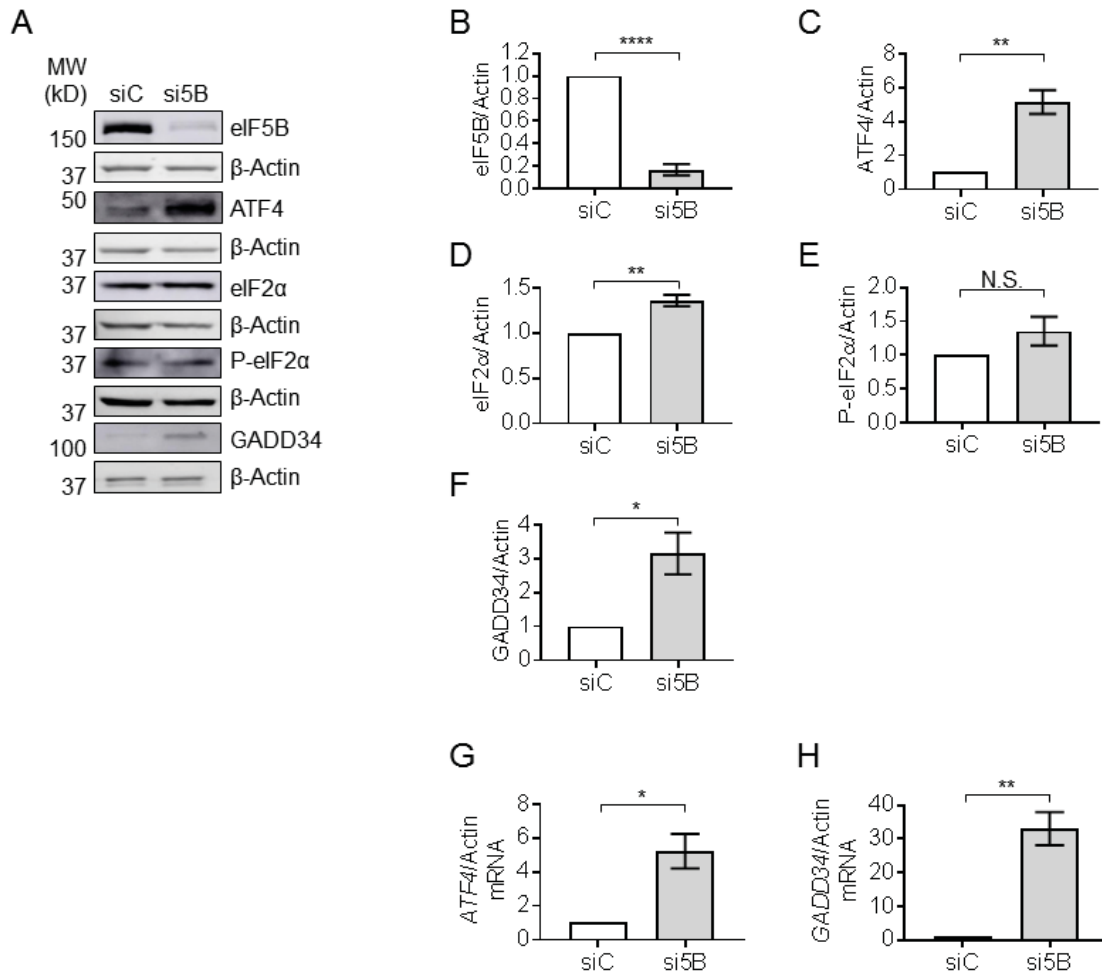 A
MW
(kD)
siC si5B
150
eIF5B
37
β-Actin
50
ATF4
37
β-Actin
37
eIF2α
37
β-Actin
37
P-eIF2α
37
β-Actin
100
GADD34
37
β-Actin
B
****
eIF5B/Actin
1.2
1.0
0.8
0.6
0.4
0.2
0.0
siC si5B
C
**
ATF4/Actin
8
6
4
2
0
siC si5B
D
**
eIF2α/Actin
1.5
1.0
0.5
0.0
siC si5B
E
N.S.
P-eIF2α/Actin
2.0
1.5
1.0
0.5
0.0
siC si5B
F
*
GADD34/Actin
4
3
2
1
0
siC si5B
G
*
ATF4/Actin
mRNA
8
6
4
2
0
siC si5B
H
**
GADD34/Actin
mRNA
40
30
20
10
0
siC si5B